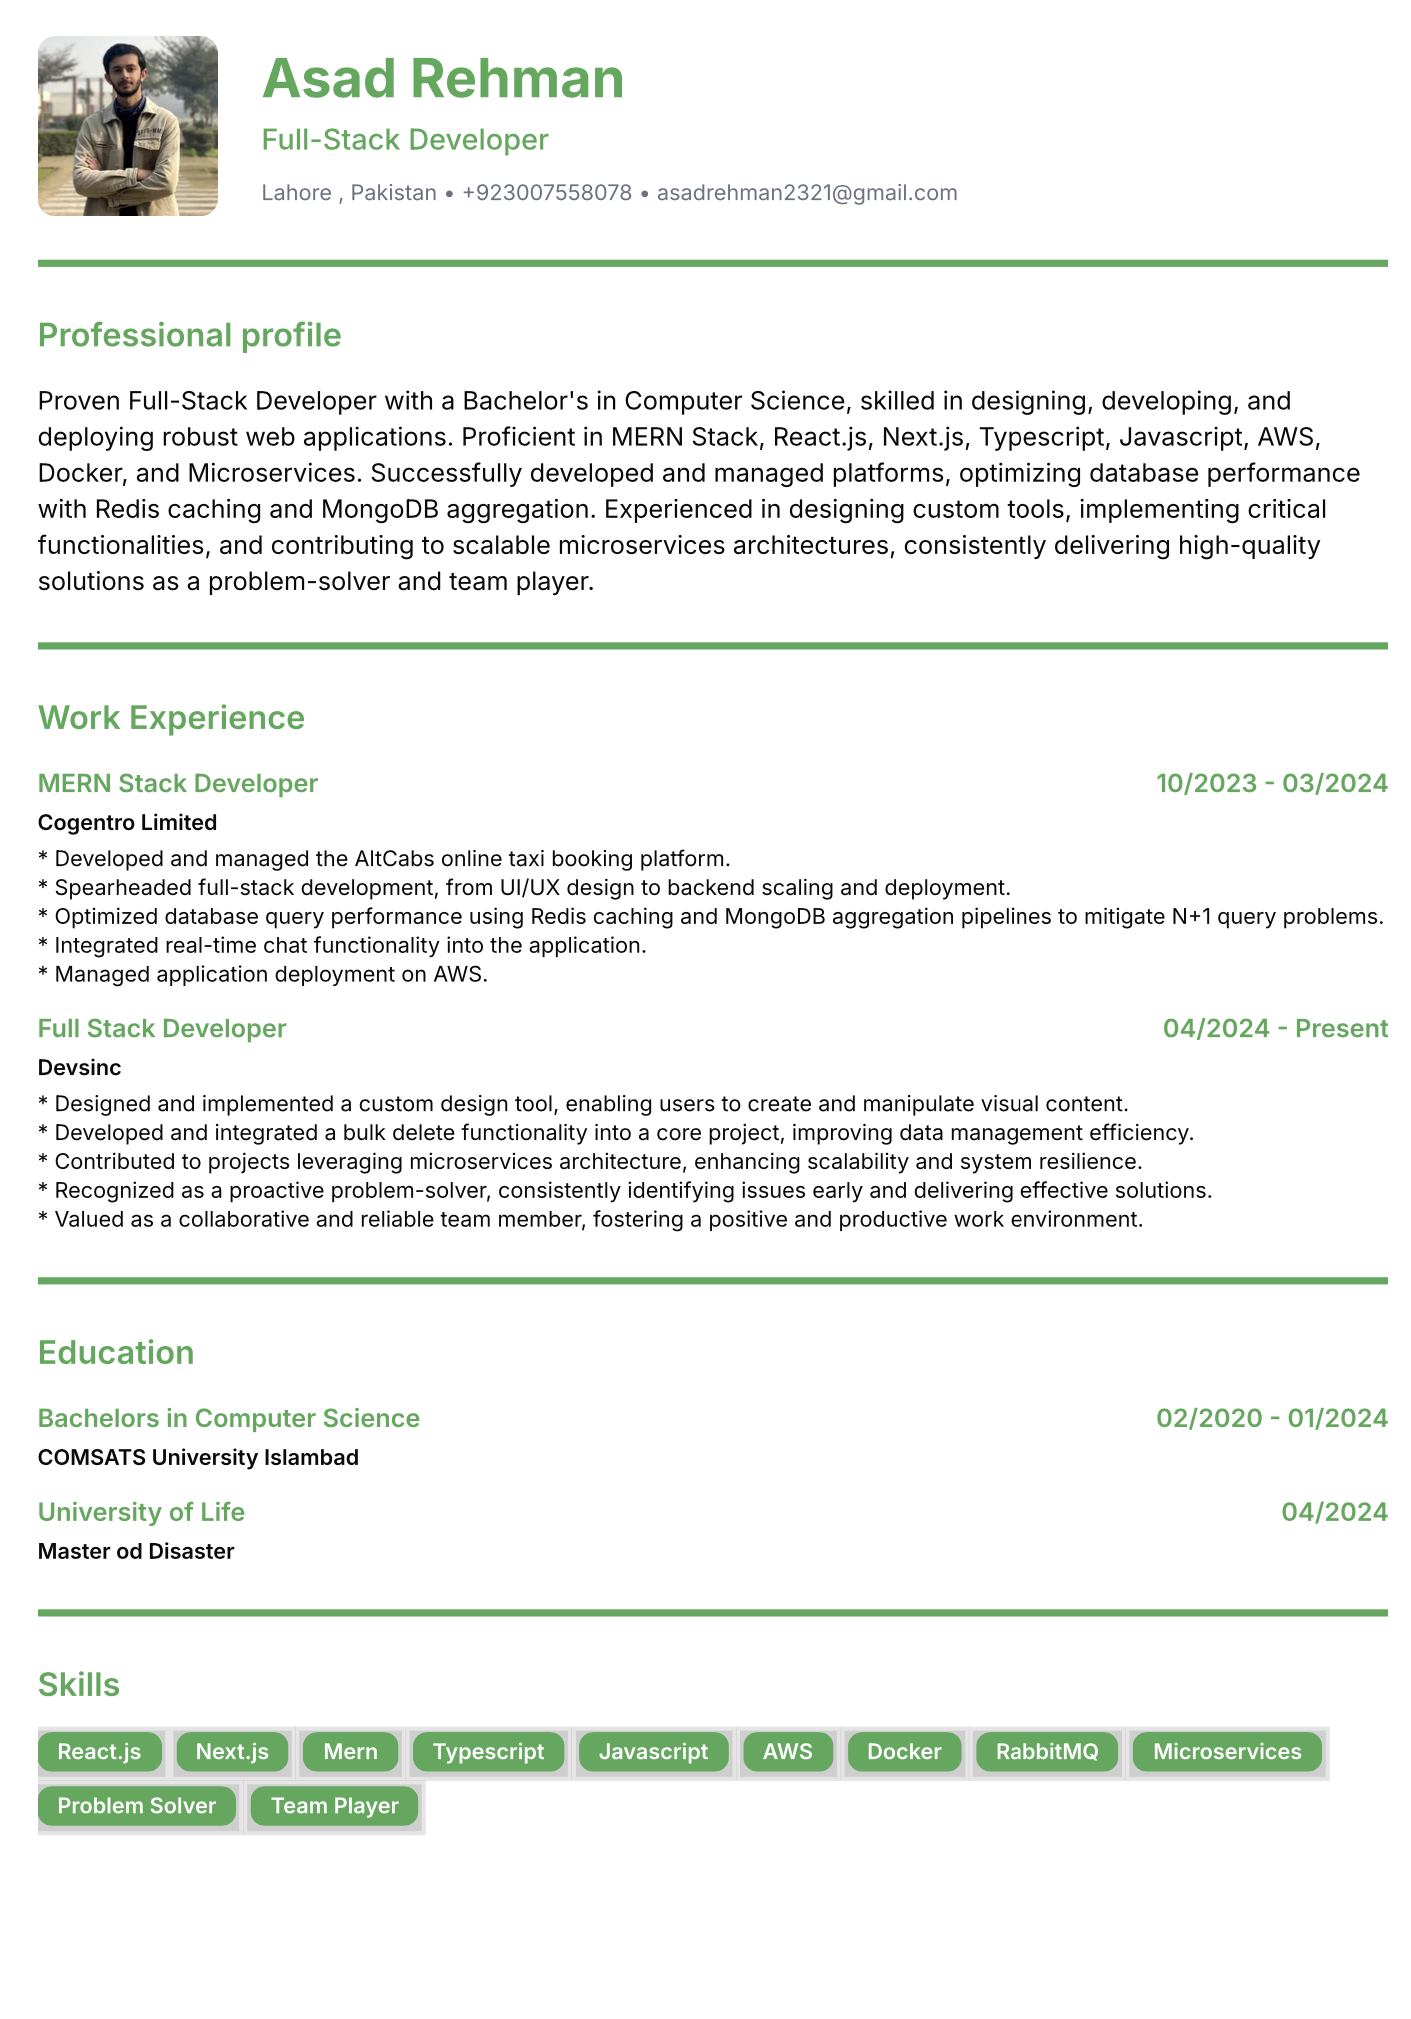 Asad Rehman
Full-Stack Developer
Lahore , Pakistan • +923007558078 • asadrehman2321@gmail.com
Professional profile
Proven Full-Stack Developer with a Bachelor's in Computer Science, skilled in designing, developing, and
deploying robust web applications. Proficient in MERN Stack, React.js, Next.js, Typescript, Javascript, AWS,
Docker, and Microservices. Successfully developed and managed platforms, optimizing database performance
with Redis caching and MongoDB aggregation. Experienced in designing custom tools, implementing critical
functionalities, and contributing to scalable microservices architectures, consistently delivering high-quality
solutions as a problem-solver and team player.
Work Experience
MERN Stack Developer 10/2023 - 03/2024
Cogentro Limited
* Developed and managed the AltCabs online taxi booking platform.
* Spearheaded full-stack development, from UI/UX design to backend scaling and deployment.
* Optimized database query performance using Redis caching and MongoDB aggregation pipelines to mitigate N+1 query problems.
* Integrated real-time chat functionality into the application.
* Managed application deployment on AWS.
Full Stack Developer 04/2024 - Present
Devsinc
* Designed and implemented a custom design tool, enabling users to create and manipulate visual content.
* Developed and integrated a bulk delete functionality into a core project, improving data management efficiency.
* Contributed to projects leveraging microservices architecture, enhancing scalability and system resilience.
* Recognized as a proactive problem-solver, consistently identifying issues early and delivering effective solutions.
* Valued as a collaborative and reliable team member, fostering a positive and productive work environment.
Education
Bachelors in Computer Science 02/2020 - 01/2024
COMSATS University Islambad
University of Life 04/2024
Master od Disaster
Skills
React.js Next.js Mern Typescript Javascript AWS Docker RabbitMQ Microservices
Problem Solver Team Player